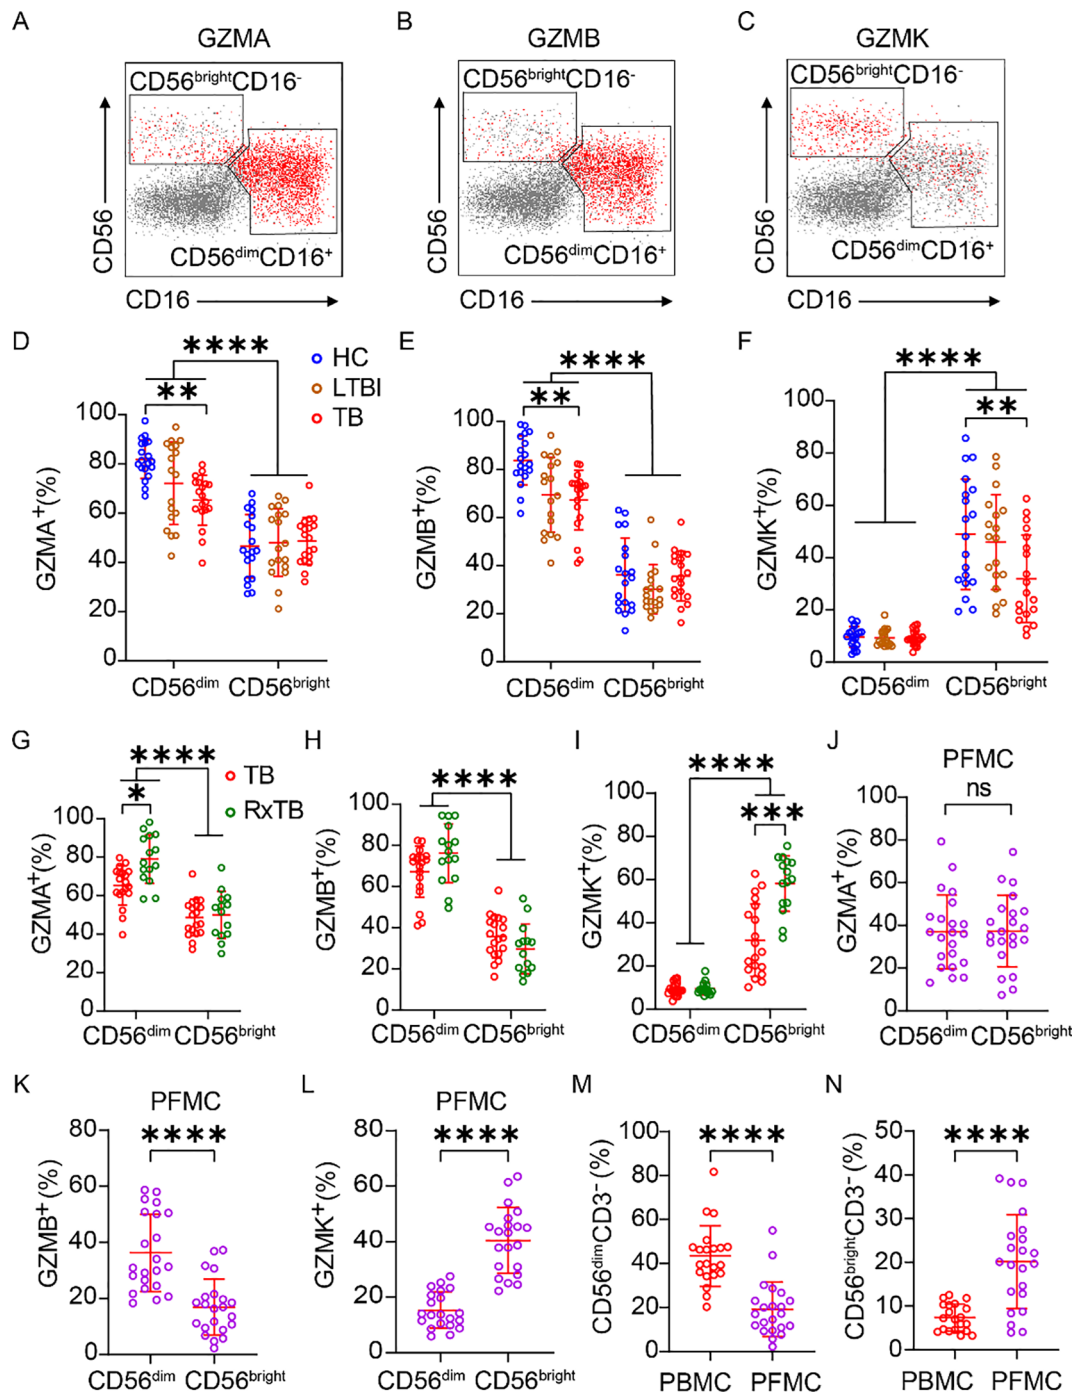 A
B
C
GZMA
GZMB
GZMK
CD56brightCD16-
CD56brightCD16-
CD56brightCD16-
CD56
CD56
CD56
CD56dimCD16+
CD56dimCD16+
CD56dimCD16+
CD16
CD16
CD16
D
****
HC
LTBI
TB
**
GZMA+(%)
100
80
60
40
20
0
CD56dim
CD56bright
E
****
**
GZMB+(%)
100
80
60
40
20
0
CD56dim
CD56bright
F
****
**
GZMK+(%)
100
80
60
40
20
0
CD56dim
CD56bright
G
****
*
TB
RxTB
GZMA+(%)
100
80
60
40
20
0
CD56dim
CD56bright
H
****
GZMB+(%)
100
80
60
40
20
0
CD56dim
CD56bright
I
****
***
GZMK+(%)
100
80
60
40
20
0
CD56dim
CD56bright
J
PFMC
ns
GZMA+(%)
100
80
60
40
20
0
CD56dim
CD56bright
K
PFMC
****
GZMB+(%)
80
60
40
20
0
CD56dim
CD56bright
L
PFMC
****
GZMK+(%)
80
60
40
20
0
CD56dim
CD56bright
M
****
CD56dimCD3- (%)
100
80
60
40
20
0
PBMC
PFMC
N
****
CD56brightCD3- (%)
50
40
30
20
10
0
PBMC
PFMC